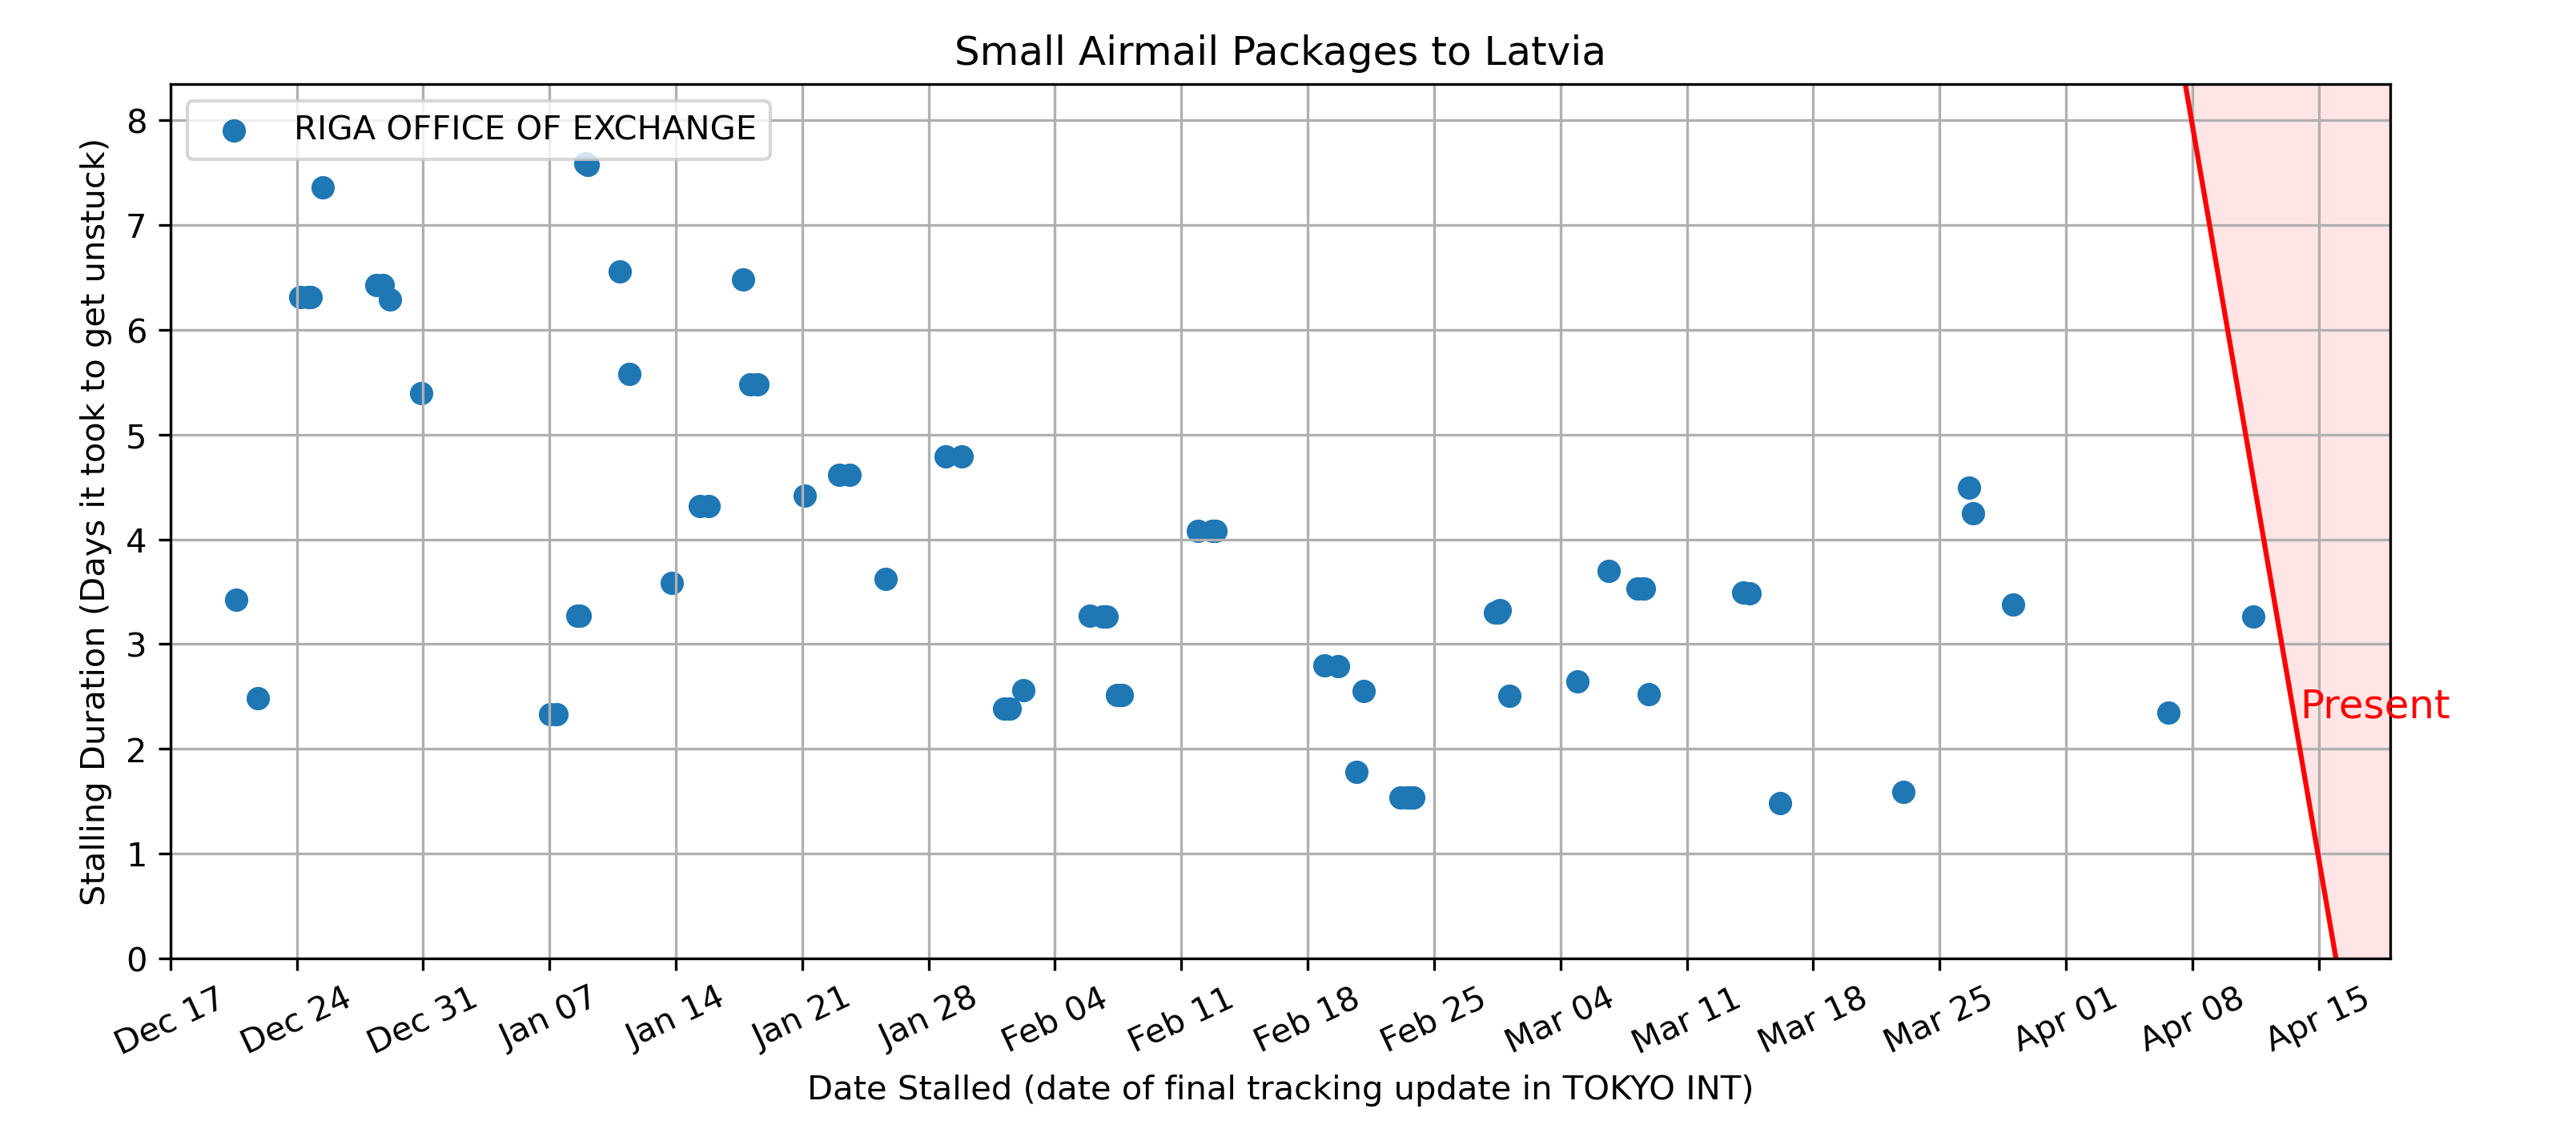 Small Airmail Packages to Latvia
RIGA OFFICE OF EXCHANGE
Stalling Duration (Days it took to get unstuck)
8
7
6
5
4
3
2
1
0
Present
Dec 17
Dec 24
Dec 31
Jan 07
Jan 14
Jan 21
Jan 28
Feb 04
Feb 11
Feb 18
Feb 25
Mar 04
Mar 11
Mar 18
Mar 25
Apr 01
Apr 08
Apr 15
Date Stalled (date of final tracking update in TOKYO INT)